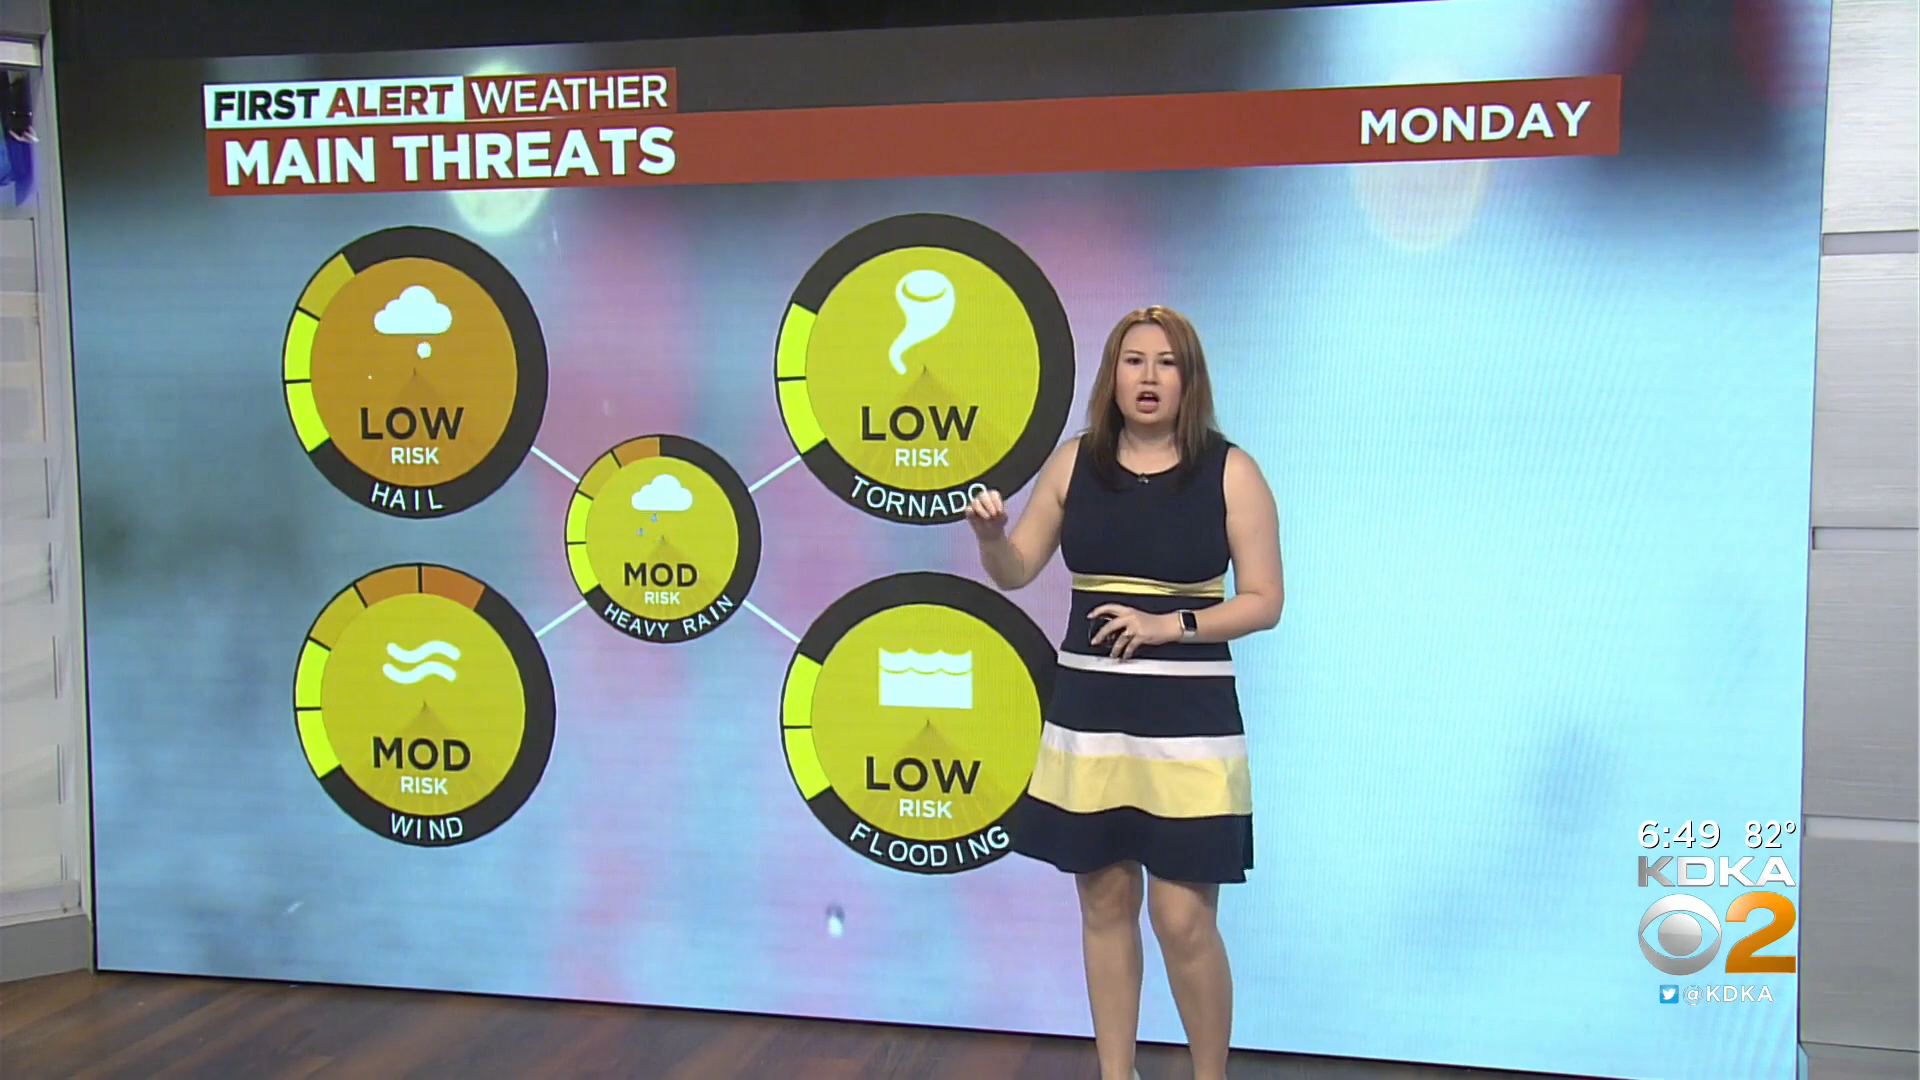 FIRST ALERT WEATHER
MAIN THREATS
MONDAY
LOW
RISK
HAIL
LOW
RISK
TORNADO
MOD
RISK
HEAVY RAIN
MOD
RISK
WIND
LOW
RISK
FLOODING
6:49 82°
KDKA
2
@KDKA